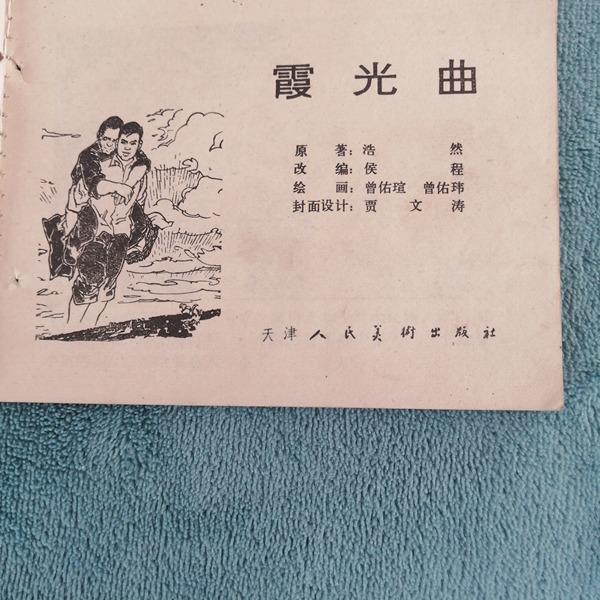 霞光曲
原著：浩然
改编：侯程
绘画：曾佑瑄 曾佑玮
封面设计：贾文涛
天津人民美術出版社